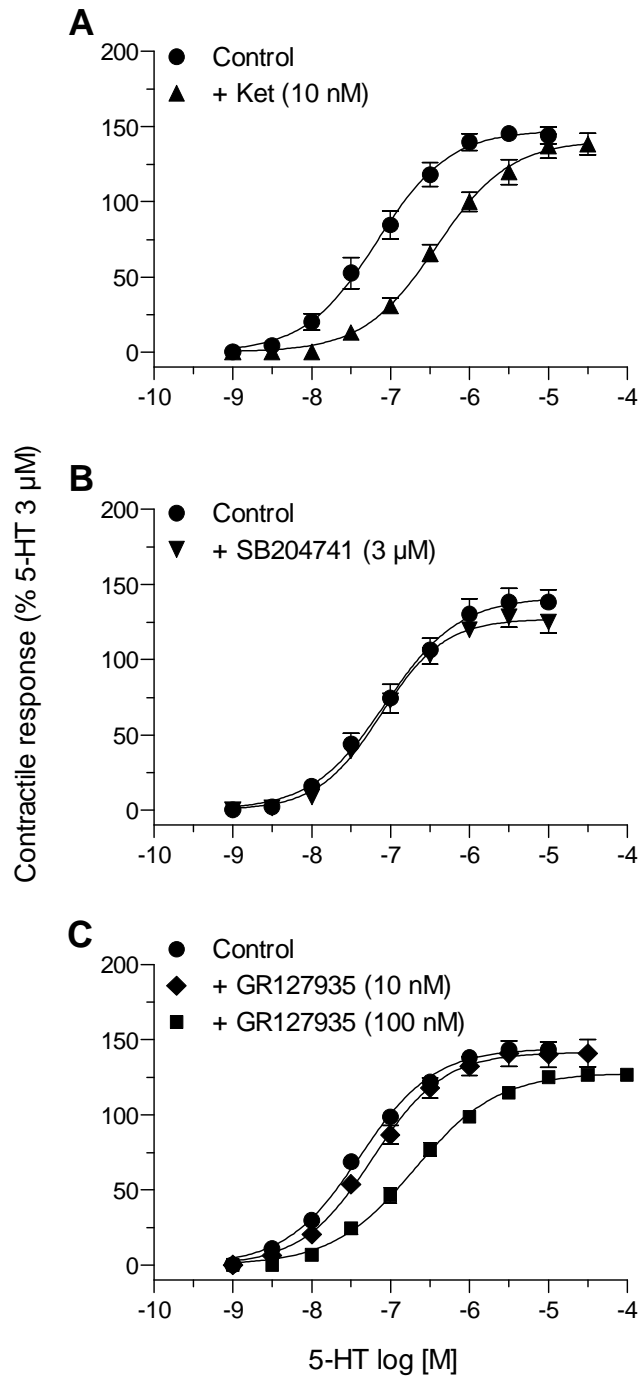 A
Control
+ Ket (10 nM)
200
150
100
50
0
-10 -9 -8 -7 -6 -5 -4
B
Control
+ SB204741 (3 µM)
200
150
100
50
0
-10 -9 -8 -7 -6 -5 -4
Contractile response (% 5-HT 3 µM)
C
Control
+ GR127935 (10 nM)
+ GR127935 (100 nM)
200
150
100
50
0
-10 -9 -8 -7 -6 -5 -4
5-HT log [M]